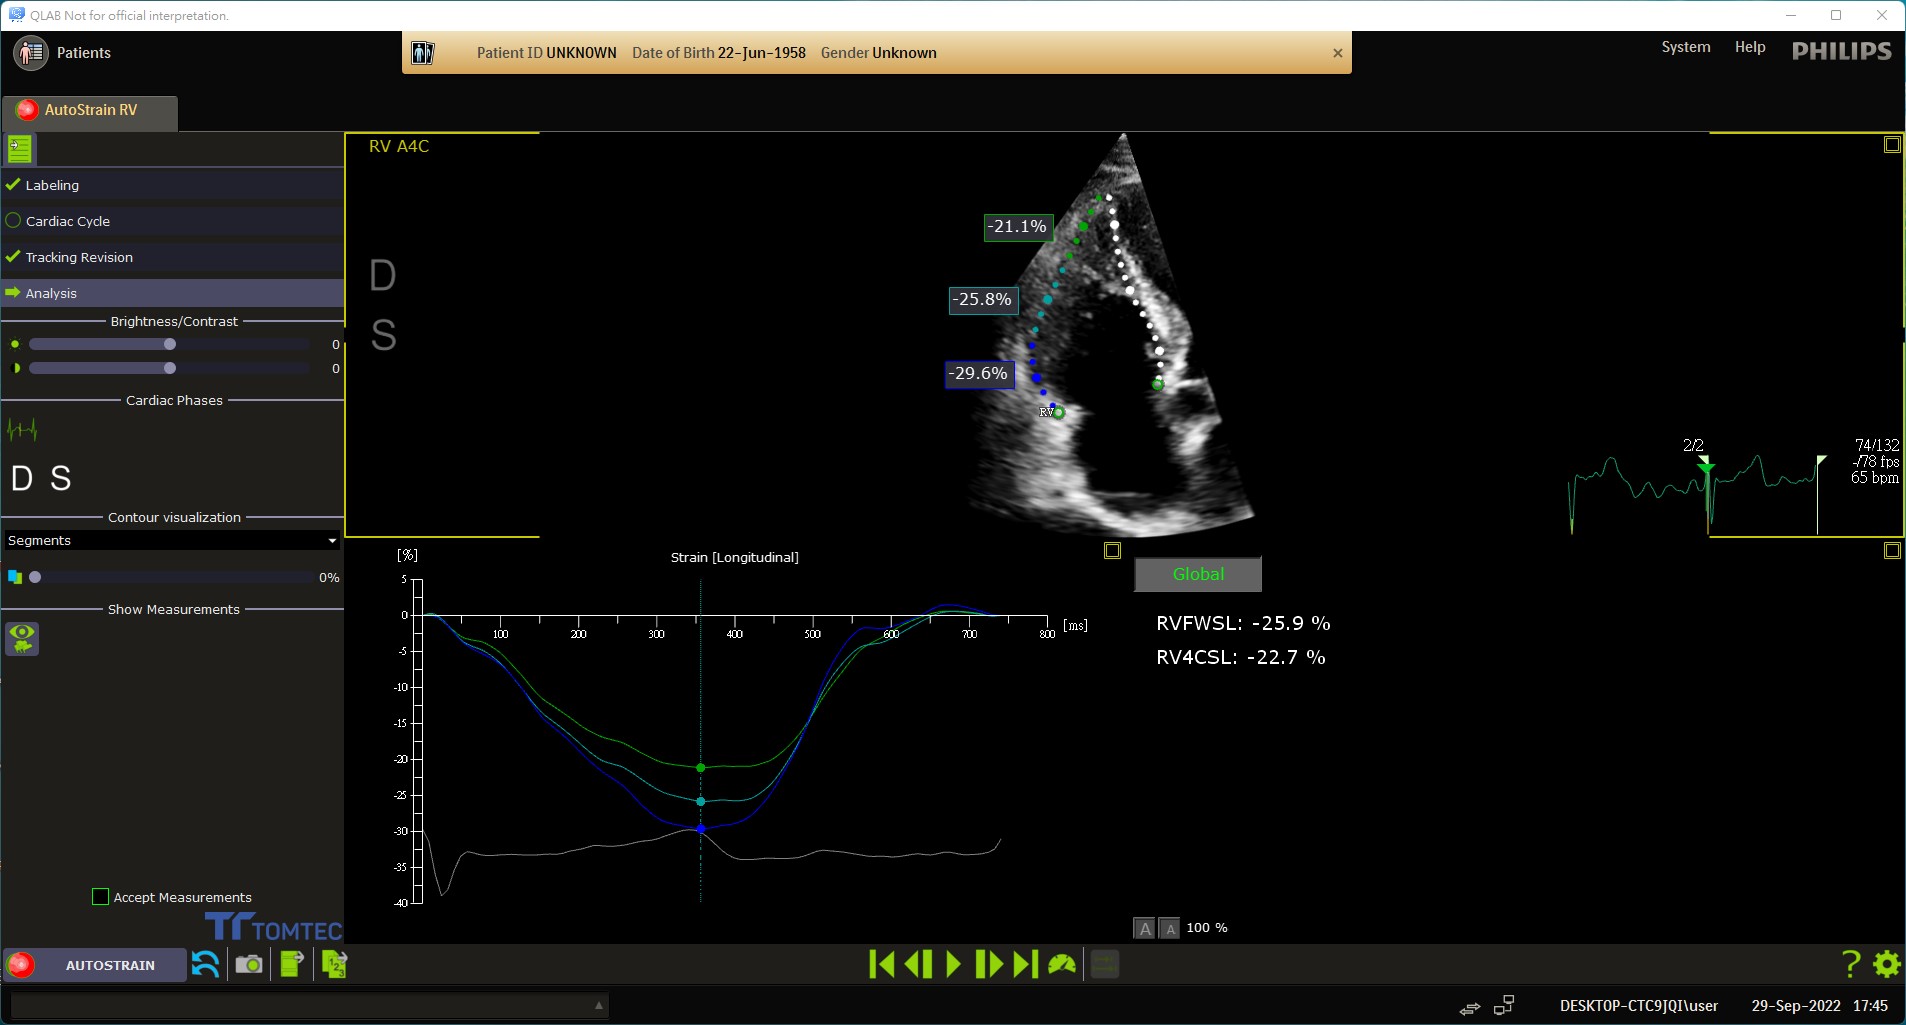 QLAB Not for official interpretation.
Patients
Patient ID UNKNOWN Date of Birth 22-Jun-1958 Gender Unknown
System Help PHILIPS
AutoStrain RV
Labeling
Cardiac Cycle
Tracking Revision
Analysis
Brightness/Contrast
0
0
Cardiac Phases
D S
Contour visualization
Segments
0%
Show Measurements
Accept Measurements
TOMTEC
RV A4C
D
S
-21.1%
-25.8%
-29.6%
RV
2/2
74/132
-/78 fps
65 bpm
[%]
Strain [Longitudinal]
5
0
-5
-10
-15
-20
-25
-30
-35
-40
100 200 300 400 500 600 700 800 [ms]
Global
RVFWSL: -25.9 %
RV4CSL: -22.7 %
A A 100 %
AUTOSTRAIN
123
?
DESKTOP-CTC9JQI\user 29-Sep-2022 17:45